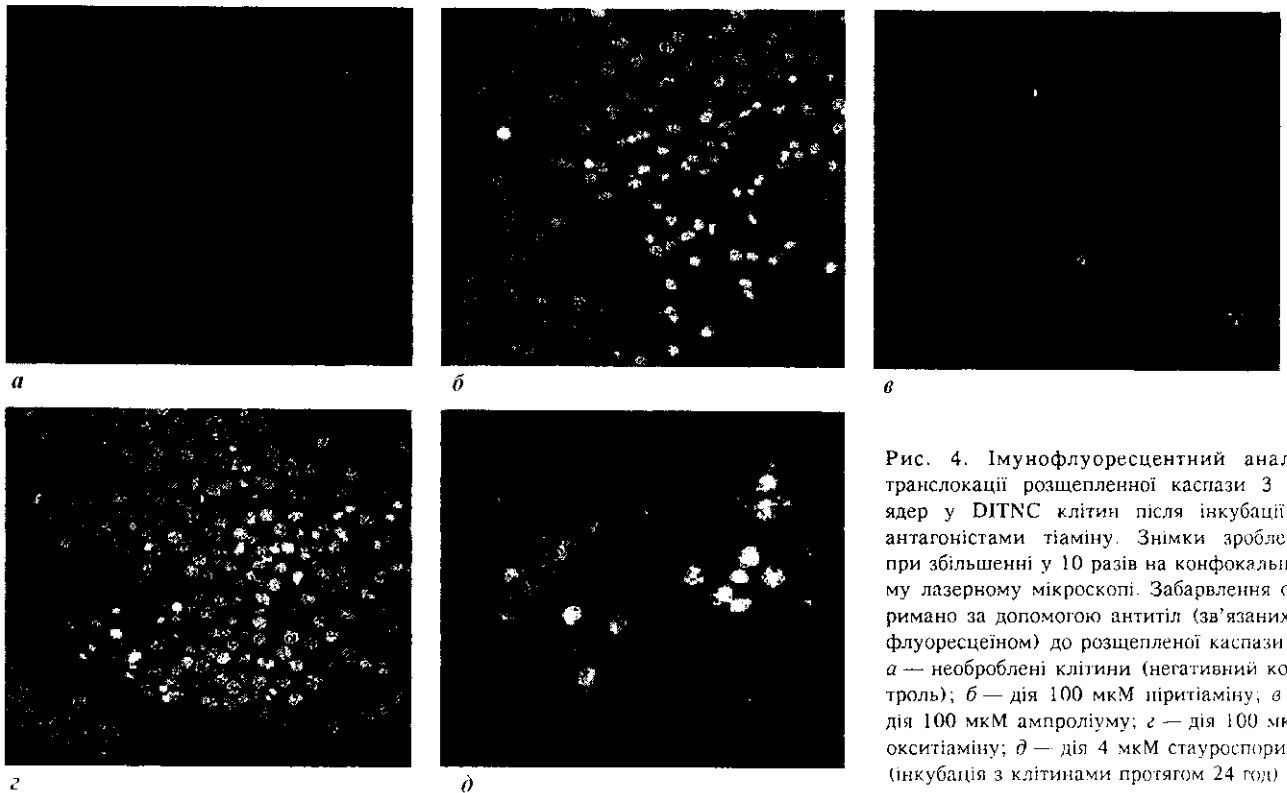 а
б
в
г
д
Рис. 4. Імунофлуоресцентний анал
транслокації розщепленної каспази 3
ядер у DITNC клітин після інкубації
антагоністами тіаміну. Знімки зробле
при збільшенні у 10 разів на конфокальн
му лазерному мікроскопі. Забарвлення о
римано за допомогою антитіл (зв'язаних
флуоресцеїном) до розщепленої каспази
а — необроблені клітини (негативний ко
троль); б — дія 100 мкМ піритіаміну; в
дія 100 мкМ ампроліуму; г — дія 100 мк
окситіаміну; д — дія 4 мкМ стауроспори
(інкубація з клітинами протягом 24 год)